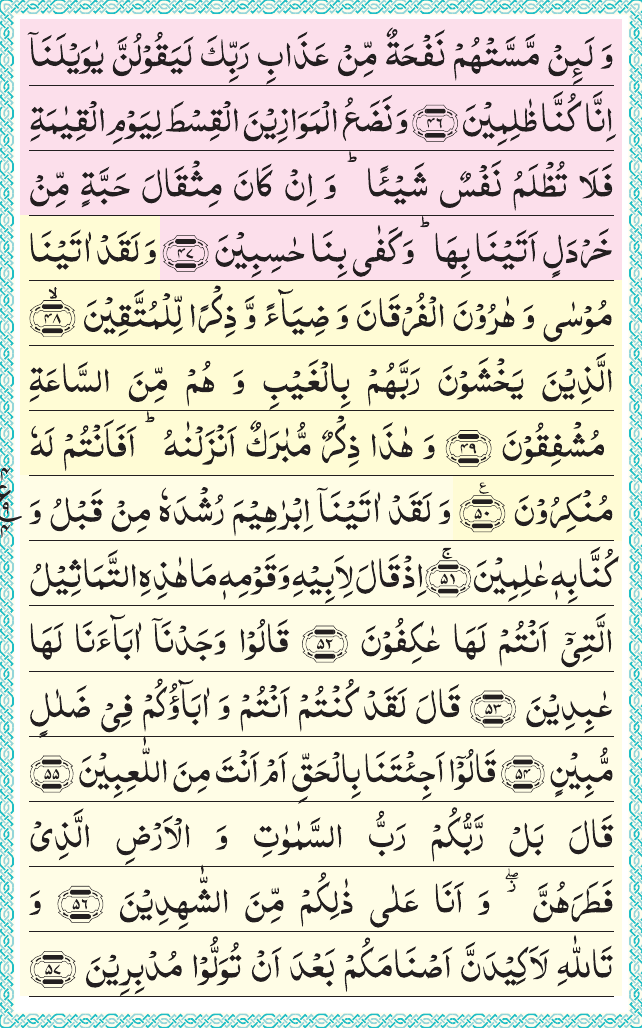 وَ لَىِٕنْ مَّسَّتْهُمْ نَفْحَةٌ مِّنْ عَذَابِ رَبِّكَ لَیَقُوْلُنَّ یٰوَیْلَنَاۤ
اِنَّا كُنَّا ظٰلِمِیْنَ ﴿۴۶﴾ وَ نَضَعُ الْمَوَازِیْنَ الْقِسْطَ لِیَوْمِ الْقِیٰمَةِ
فَلَا تُظْلَمُ نَفْسٌ شَیْـًٔا ؕ وَ اِنْ كَانَ مِثْقَالَ حَبَّةٍ مِّنْ
خَرْدَلٍ اَتَیْنَا بِهَا ؕ وَ كَفٰی بِنَا حٰسِبِیْنَ ﴿۴۷﴾ وَ لَقَدْ اٰتَیْنَا
مُوْسٰی وَ هٰرُوْنَ الْفُرْقَانَ وَ ضِیَآءً وَّ ذِكْرًا لِّلْمُتَّقِیْنَ ﴿ۙ۴۸﴾
الَّذِیْنَ یَخْشَوْنَ رَبَّهُمْ بِالْغَیْبِ وَ هُمْ مِّنَ السَّاعَةِ
مُشْفِقُوْنَ ﴿۴۹﴾ وَ هٰذَا ذِكْرٌ مُّبٰرَكٌ اَنْزَلْنٰهُ ؕ اَفَاَنْتُمْ لَهٗ
مُنْكِرُوْنَ ﴿۵۰﴾ ع وَ لَقَدْ اٰتَیْنَاۤ اِبْرٰهِیْمَ رُشْدَهٗ مِنْ قَبْلُ وَ
كُنَّا بِهٖ عٰلِمِیْنَ ﴿ۚ۵۱﴾ اِذْ قَالَ لِاَبِیْهِ وَ قَوْمِهٖ مَا هٰذِهِ التَّمَاثِیْلُ
الَّتِیْۤ اَنْتُمْ لَهَا عٰكِفُوْنَ ﴿۵۲﴾ قَالُوْا وَجَدْنَاۤ اٰبَآءَنَا لَهَا
عٰبِدِیْنَ ﴿۵۳﴾ قَالَ لَقَدْ كُنْتُمْ اَنْتُمْ وَ اٰبَآؤُكُمْ فِیْ ضَلٰلٍ
مُّبِیْنٍ ﴿۵۴﴾ قَالُوْۤا اَجِئْتَنَا بِالْحَقِّ اَمْ اَنْتَ مِنَ اللّٰعِبِیْنَ ﴿۵۵﴾
قَالَ بَلْ رَّبُّكُمْ رَبُّ السَّمٰوٰتِ وَ الْاَرْضِ الَّذِیْ
فَطَرَهُنَّ ۖؗ وَ اَنَا عَلٰی ذٰلِكُمْ مِّنَ الشّٰهِدِیْنَ ﴿۵۶﴾ وَ
تَاللّٰهِ لَاَكِیْدَنَّ اَصْنَامَكُمْ بَعْدَ اَنْ تُوَلُّوْا مُدْبِرِیْنَ ﴿۵۷﴾